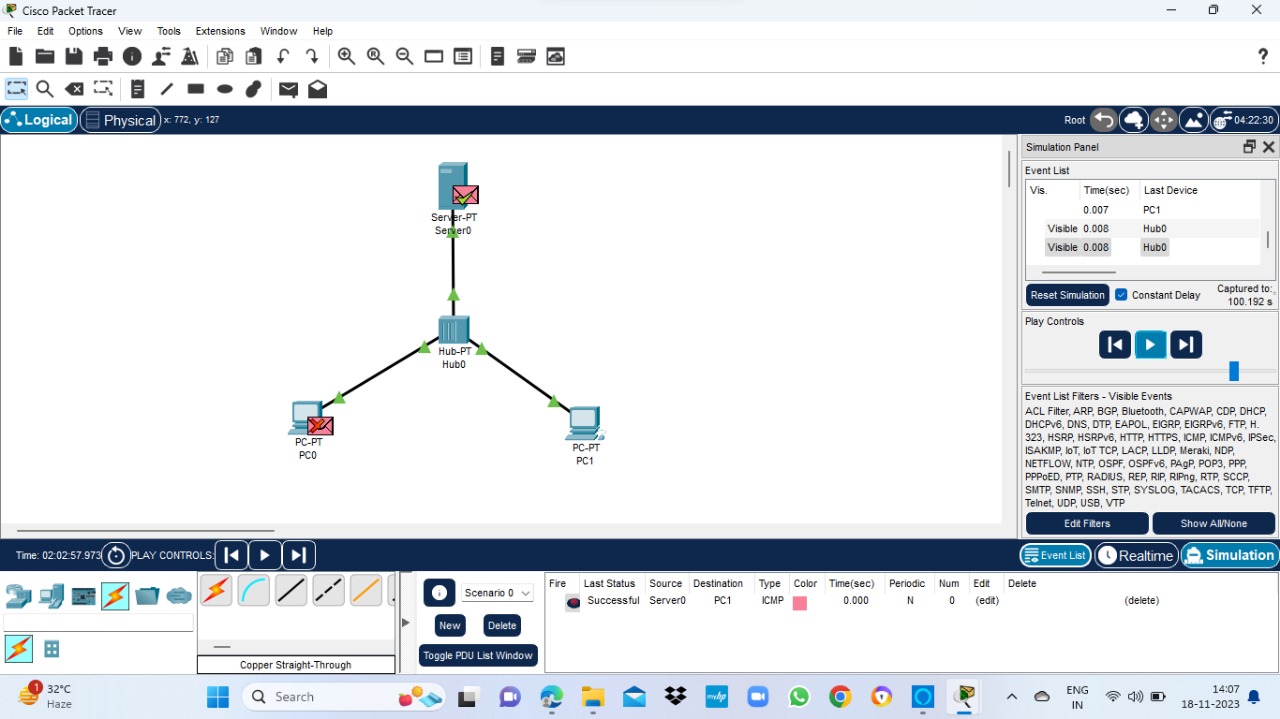 Cisco Packet Tracer
File Edit Options View Tools Extensions Window Help
?
Logical Physical x: 772, y: 127 Root 04:22:30
Simulation Panel
Event List
Vis. Time(sec) Last Device
0.007 PC1
Visible 0.008 Hub0
Visible 0.008 Hub0
Reset Simulation Constant Delay Captured to:
100.192 s
Play Controls
Event List Filters - Visible Events
ACL Filter, ARP, BGP, Bluetooth, CAPWAP, CDP, DHCP,
DHCPv6, DNS, DTP, EAPOL, EIGRP, EIGRPv6, FTP, H.
323, HSRP, HSRPv6, HTTP, HTTPS, ICMP, ICMPv6, IPSec,
ISAKMP, IoT, IoT TCP, LACP, LLDP, Meraki, NDP,
NETFLOW, NTP, OSPF, OSPFv6, PAgP, POP3, PPP,
PPPoED, PTP, RADIUS, REP, RIP, RIPng, RTP, SCCP,
SMTP, SNMP, SSH, STP, SYSLOG, TACACS, TCP, TFTP,
Telnet, UDP, USB, VTP
Edit Filters Show All/None
Server-PT
Server0
Hub-PT
Hub0
PC-PT
PC0
PC-PT
PC1
Time: 02:02:57.973 PLAY CONTROLS: Event List Realtime Simulation
Scenario 0
New Delete
Toggle PDU List Window
Fire Last Status Source Destination Type Color Time(sec) Periodic Num Edit Delete
Successful Server0 PC1 ICMP 0.000 N 0 (edit) (delete)
Copper Straight-Through
1
32°C
Haze
Search
ENG
IN
14:07
18-11-2023